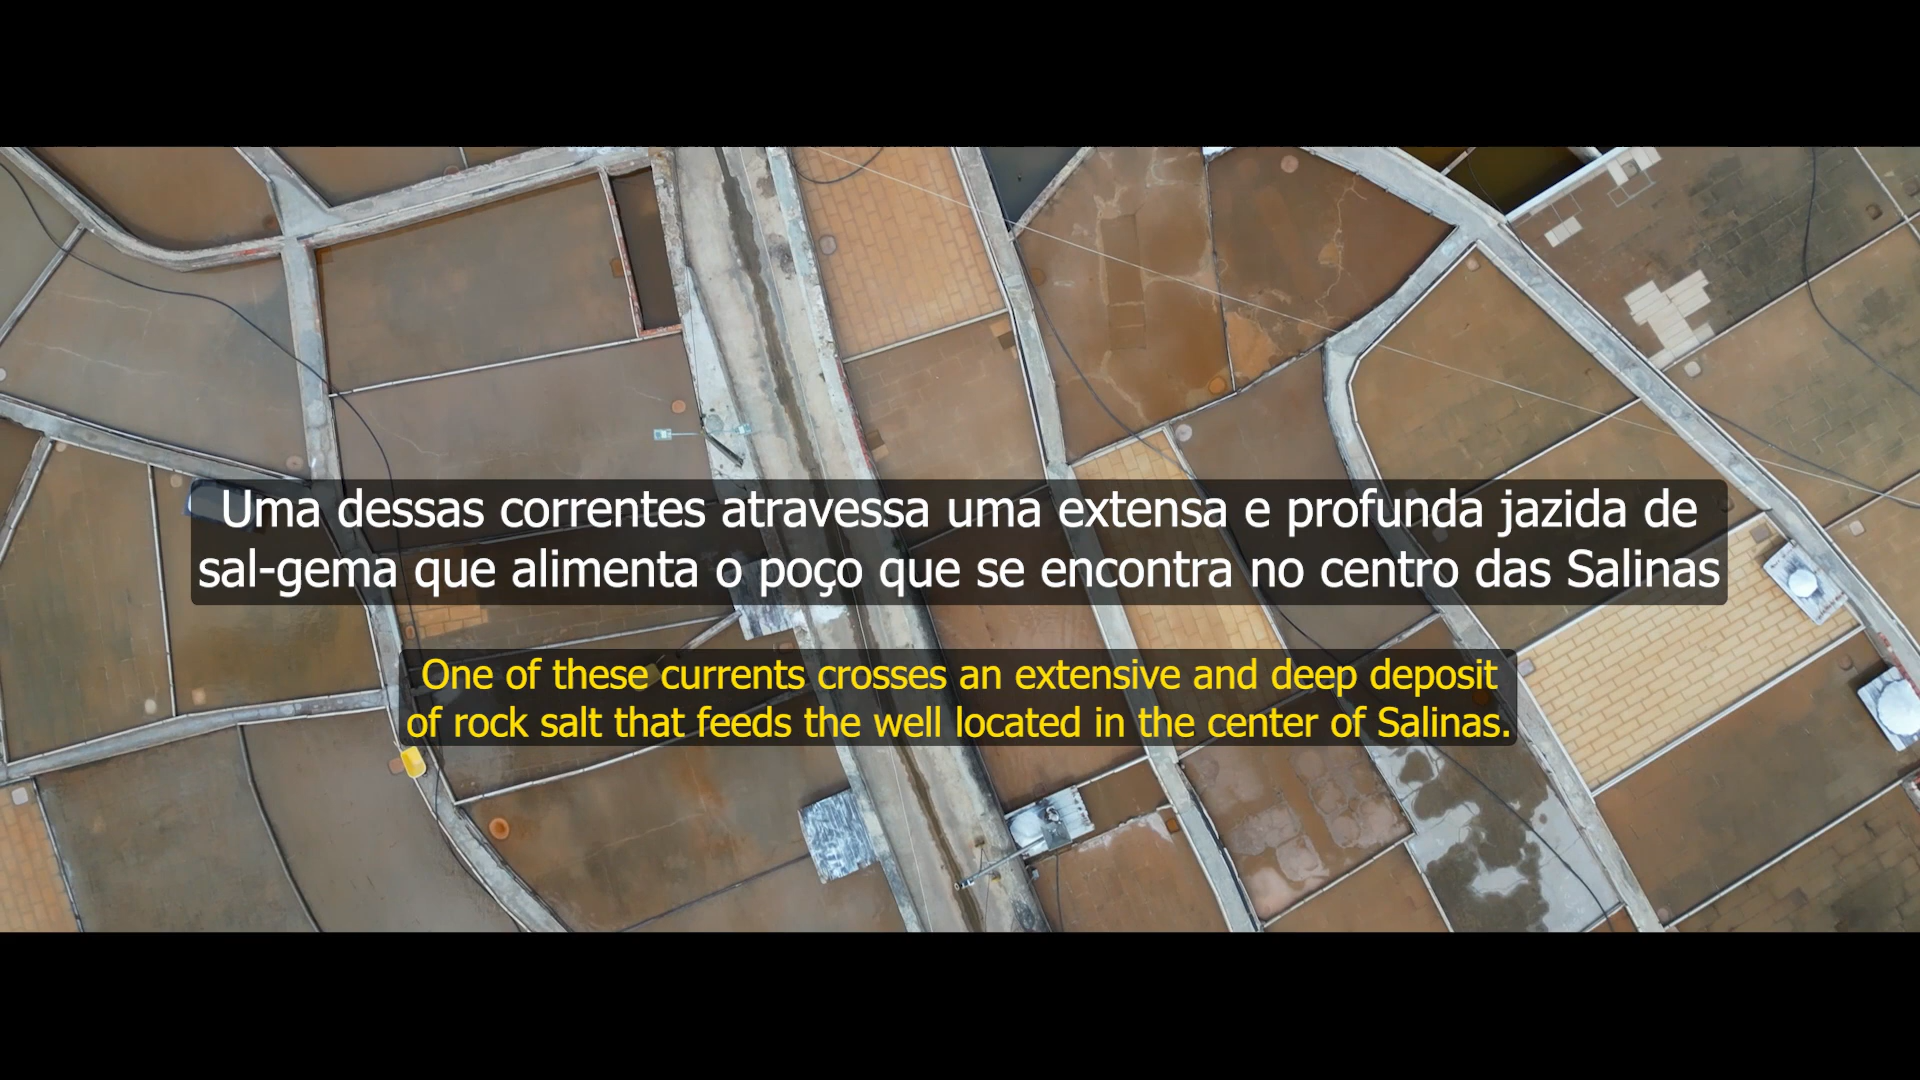 Uma dessas correntes atravessa uma extensa e profunda jazida de
sal-gema que alimenta o poço que se encontra no centro das Salinas
One of these currents crosses an extensive and deep deposit
of rock salt that feeds the well located in the center of Salinas.